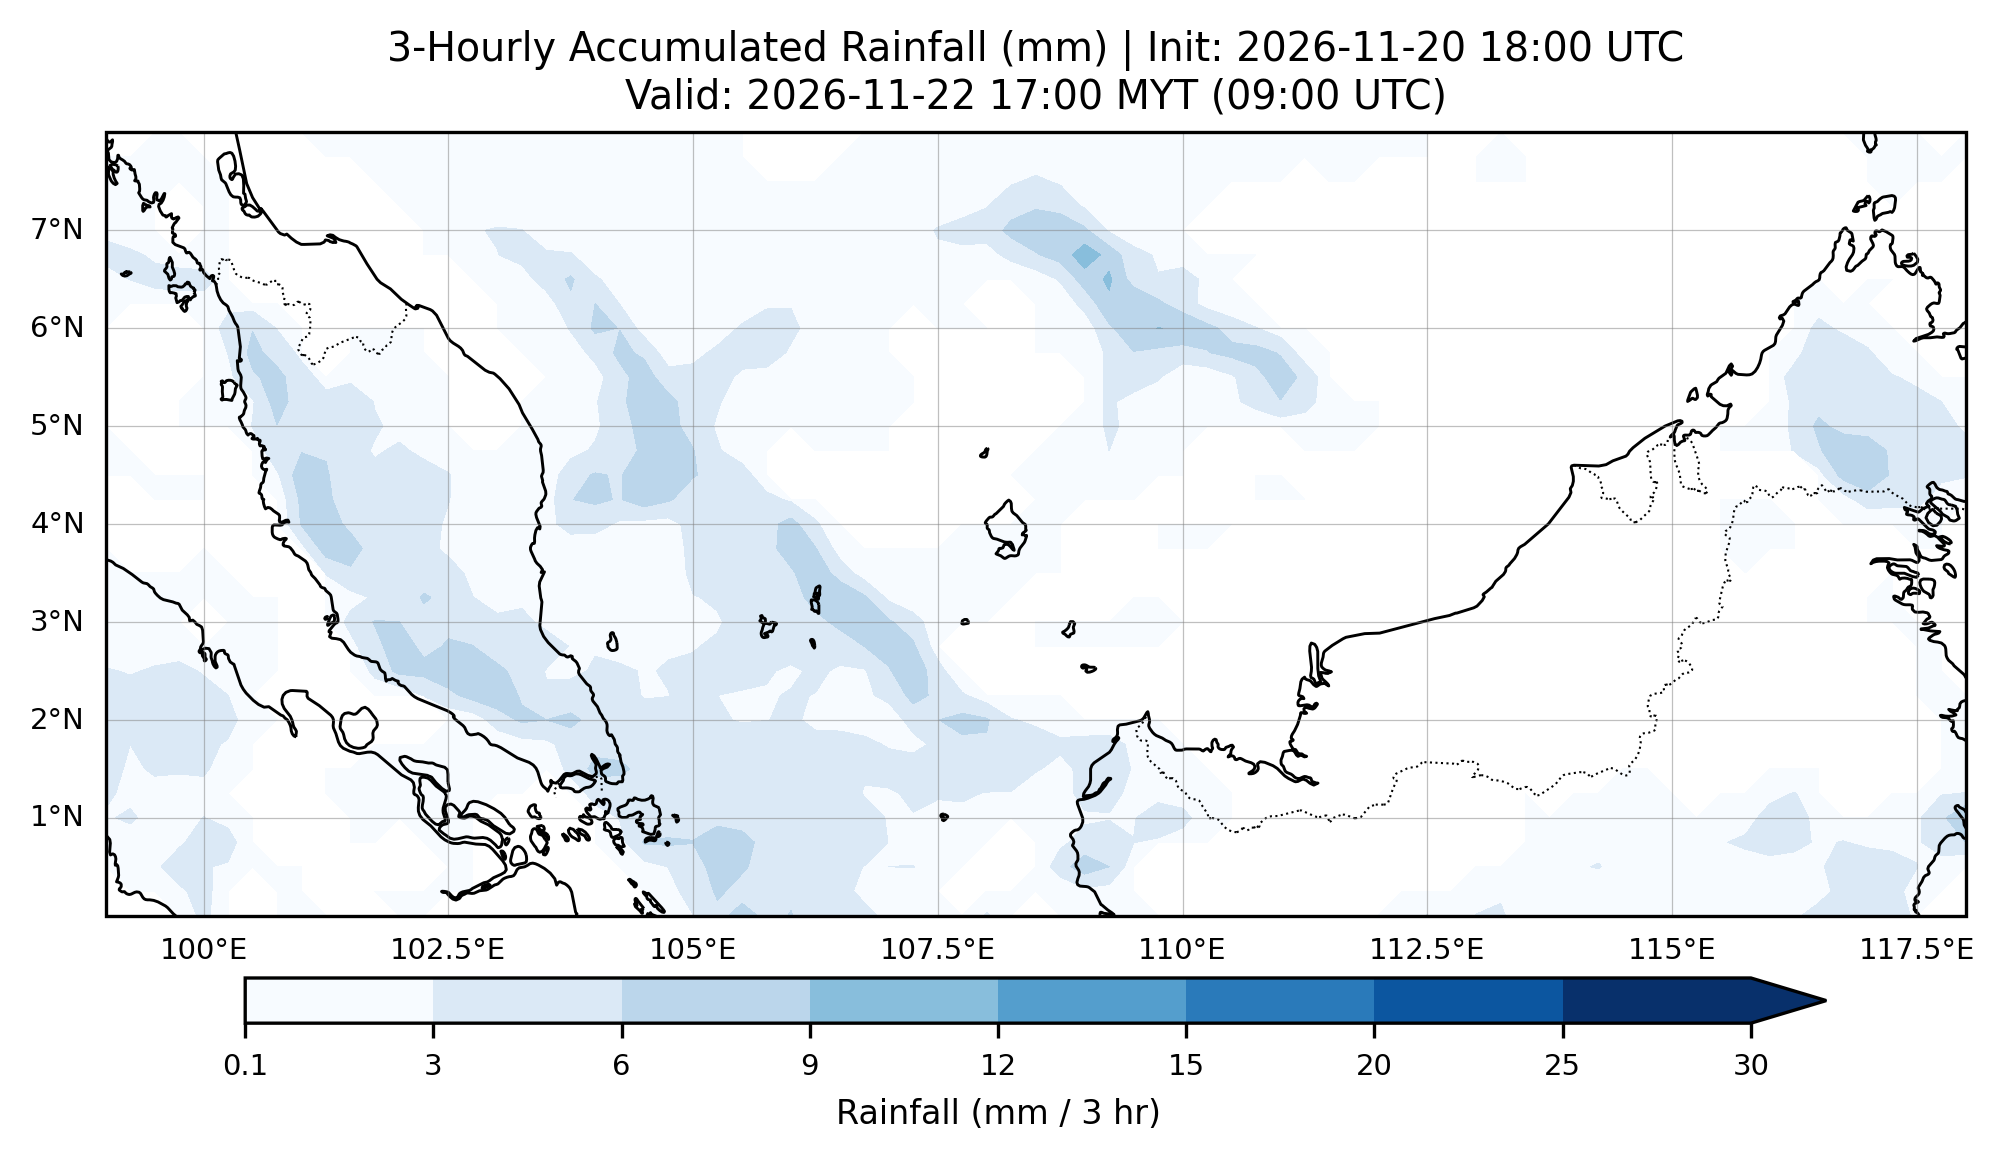 3-Hourly Accumulated Rainfall (mm) | Init: 2026-11-20 18:00 UTC
Valid: 2026-11-22 17:00 MYT (09:00 UTC)
7°N
6°N
5°N
4°N
3°N
2°N
1°N
100°E 102.5°E 105°E 107.5°E 110°E 112.5°E 115°E 117.5°E
0.1 3 6 9 12 15 20 25 30
Rainfall (mm / 3 hr)